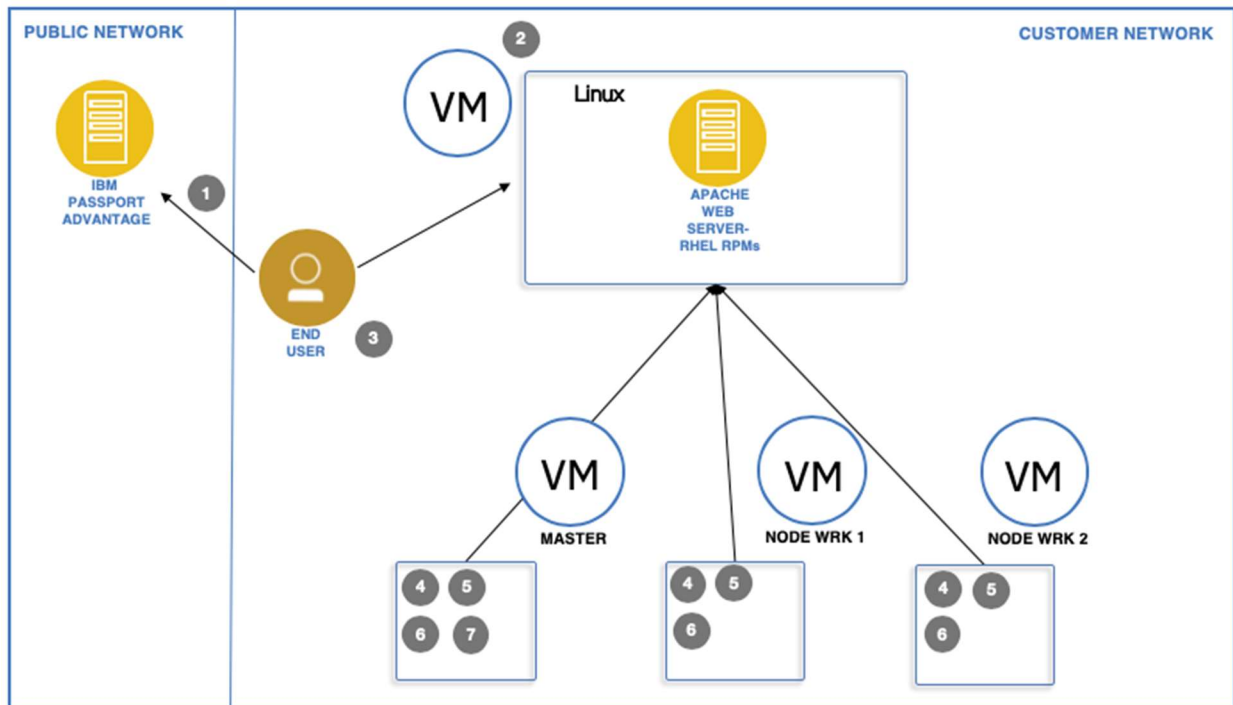 PUBLIC NETWORK
CUSTOMER NETWORK
2
VM
Linux
IBM
PASSPORT
ADVANTAGE
1
APACHE
WEB
SERVER-
RHEL RPMs
END
USER
3
VM
MASTER
VM
NODE WRK 1
VM
NODE WRK 2
4 5
6 7
4 5
6
4 5
6